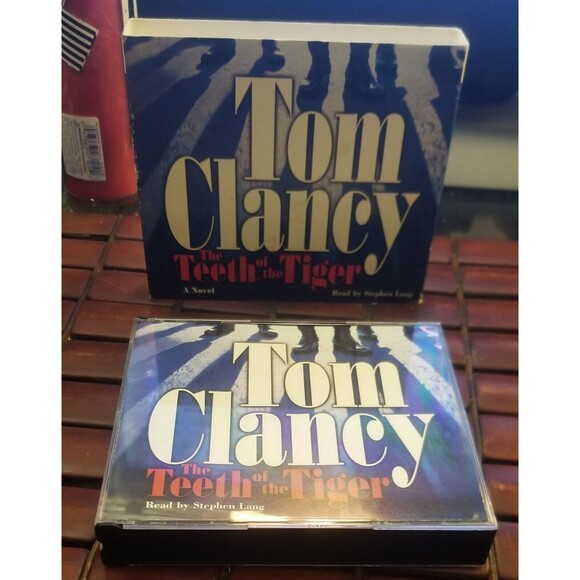 Tom
Clancy
The
Teeth of the Tiger
A Novel
Read by Stephen Lang
Tom
Clancy
The
Teeth of the Tiger
Read by Stephen Lang